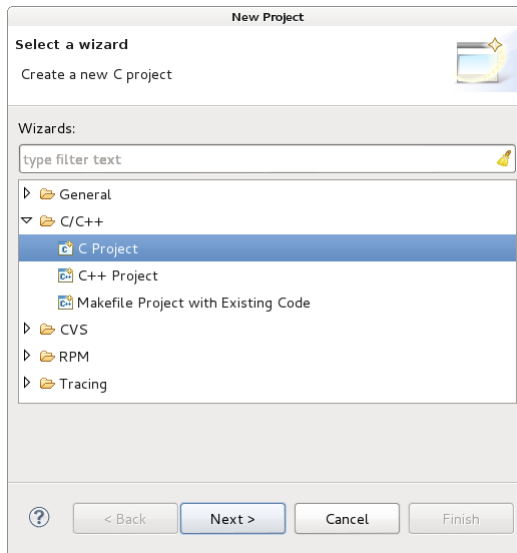 New Project
Select a wizard
Create a new C project
Wizards:
type filter text
General
C/C++
C Project
C++ Project
Makefile Project with Existing Code
CVS
RPM
Tracing
< Back Next > Cancel Finish